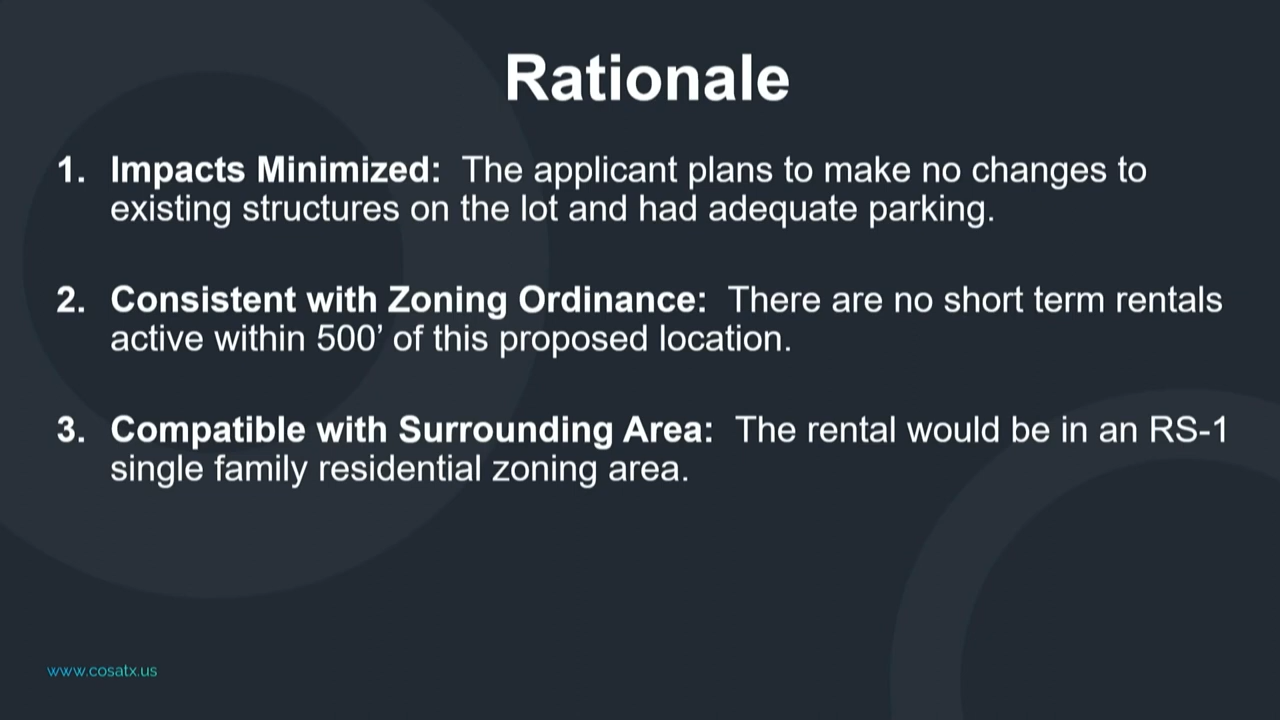 Rationale
1. Impacts Minimized: The applicant plans to make no changes to
existing structures on the lot and had adequate parking.
2. Consistent with Zoning Ordinance: There are no short term rentals
active within 500’ of this proposed location.
3. Compatible with Surrounding Area: The rental would be in an RS-1
single family residential zoning area.
www.cosatx.us